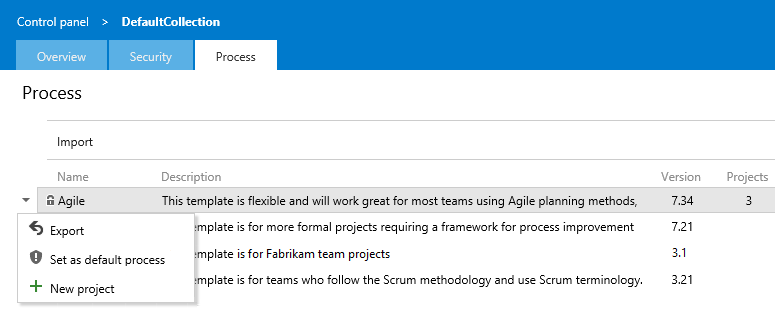 Control panel > DefaultCollection
Overview Security Process
Process
Import
Name Description Version Projects
Agile This template is flexible and will work great for most teams using Agile planning methods, 7.34 3
Export template is for more formal projects requiring a framework for process improvement 7.21
Set as default process template is for Fabrikam team projects 3.1
New project template is for teams who follow the Scrum methodology and use Scrum terminology. 3.21